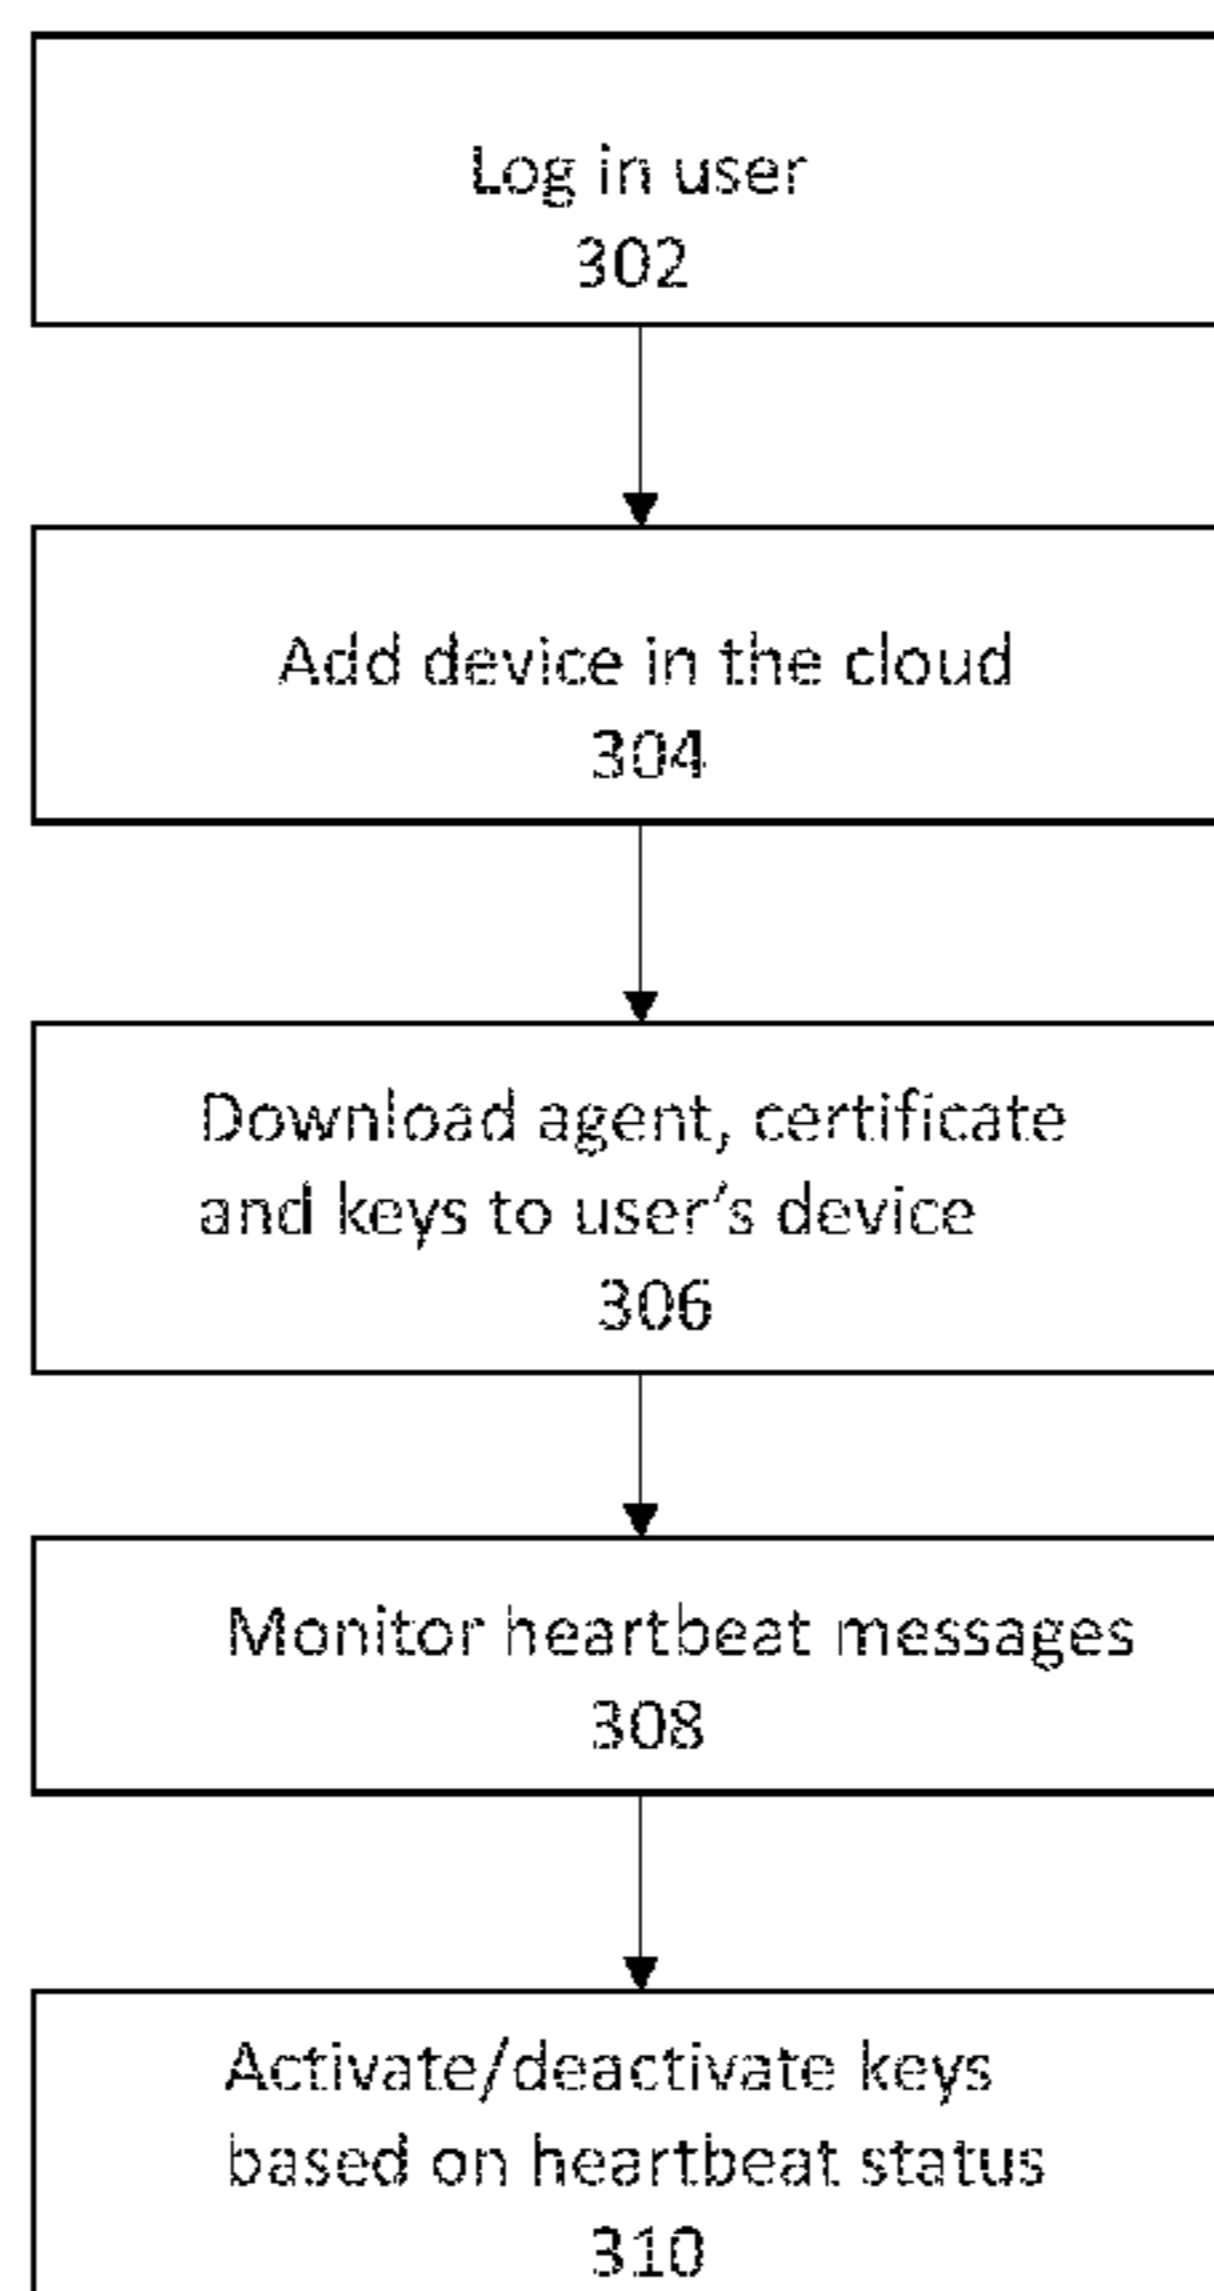 Log in user
302
Add device in the cloud
304
Download agent, certificate
and keys to user’s device
306
Monitor heartbeat messages
308
Activate/deactivate keys
based on heartbeat status
310